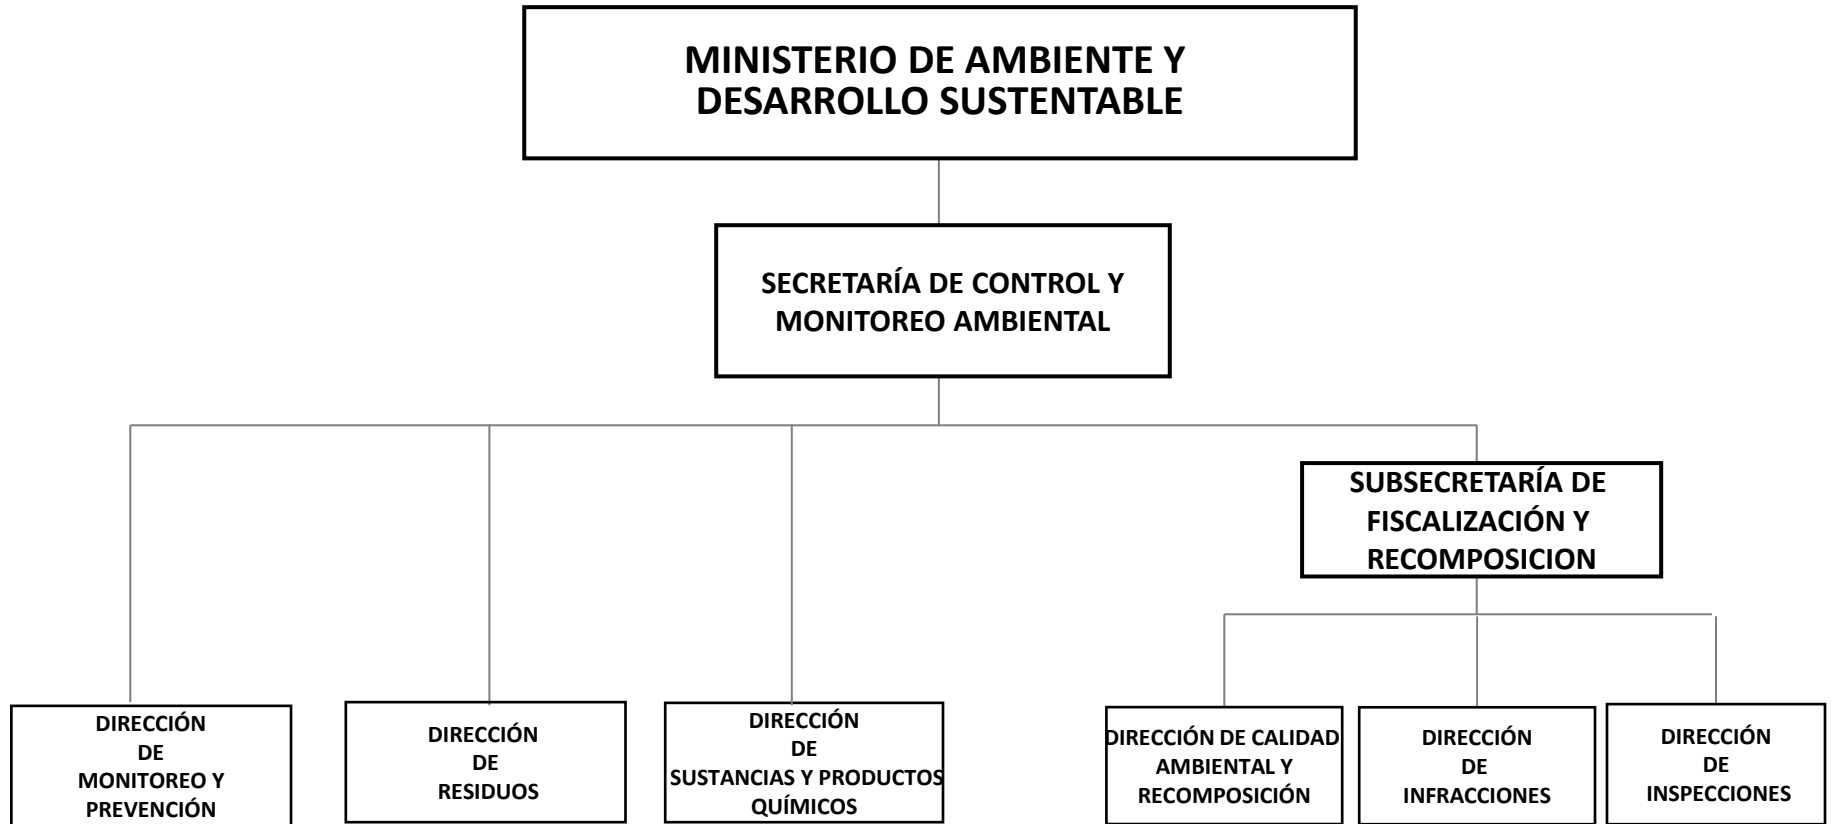 MINISTERIO DE AMBIENTE Y
DESARROLLO SUSTENTABLE
SECRETARÍA DE CONTROL Y
MONITOREO AMBIENTAL
SUBSECRETARÍA DE
FISCALIZACIÓN Y
RECOMPOSICION
DIRECCIÓN
DE
MONITOREO Y
PREVENCIÓN
DIRECCIÓN
DE
RESIDUOS
DIRECCIÓN
DE
SUSTANCIAS Y PRODUCTOS
QUÍMICOS
DIRECCIÓN DE CALIDAD
AMBIENTAL Y
RECOMPOSICIÓN
DIRECCIÓN
DE
INFRACCIONES
DIRECCIÓN
DE
INSPECCIONES